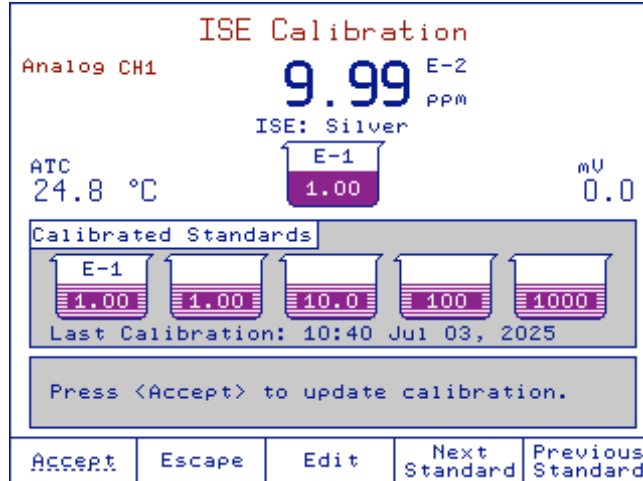 ISE Calibration
Analog CH1
9.99 E-2
ppm
ISE: Silver
E-1
1.00
ATC
24.8 °C
mV
0.0
Calibrated Standards
E-1
1.00 1.00 10.0 100 1000
Last Calibration: 10:40 Jul 03, 2025
Press <Accept> to update calibration.
Accept Escape Edit Next Standard Previous Standard